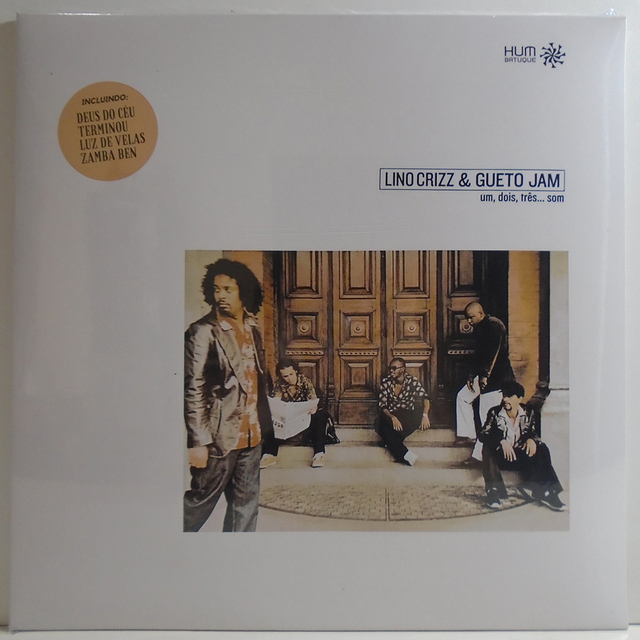 HUM
BATUQUE
INCLUINDO:
DEUS DO CÉU
TERMINOU
LUZ DE VELAS
ZAMBA BEN
LINO CRIZZ & GUETO JAM
um, dois, três... som